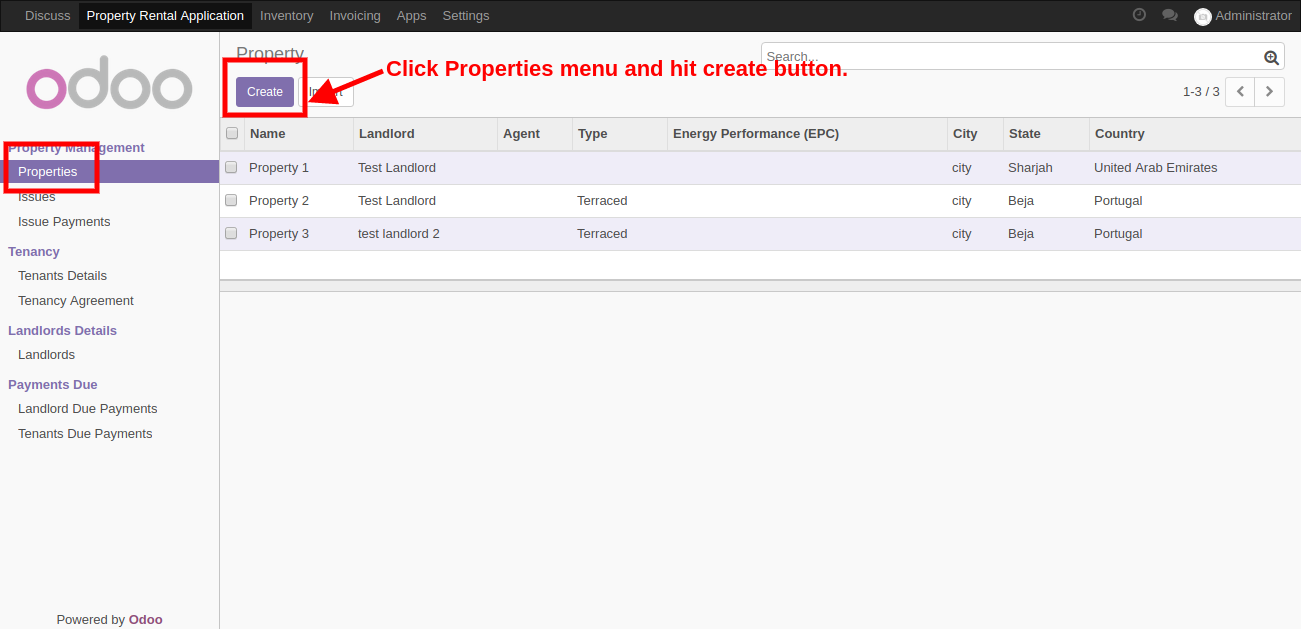 Discuss Property Rental Application Inventory Invoicing Apps Settings Administrator
odoo
Property Management
Properties
Issues
Issue Payments
Tenancy
Tenants Details
Tenancy Agreement
Landlords Details
Landlords
Payments Due
Landlord Due Payments
Tenants Due Payments
Powered by Odoo
Property
Search...
Click Properties menu and hit create button.
Create
1-3 / 3
Name Landlord Agent Type Energy Performance (EPC) City State Country
Property 1 Test Landlord city Sharjah United Arab Emirates
Property 2 Test Landlord Terraced city Beja Portugal
Property 3 test landlord 2 Terraced city Beja Portugal